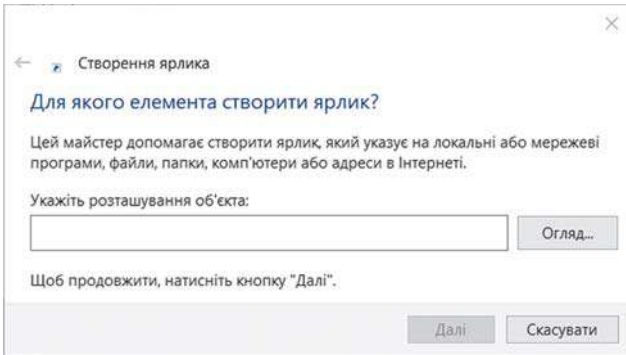 Створення ярлика
Для якого елемента створити ярлик?
Цей майстер допомагає створити ярлик, який указує на локальні або мережеві
програми, файли, папки, комп'ютери або адреси в Інтернеті.
Укажіть розташування об'єкта:
Огляд...
Щоб продовжити, натисніть кнопку "Далі".
Далі
Скасувати